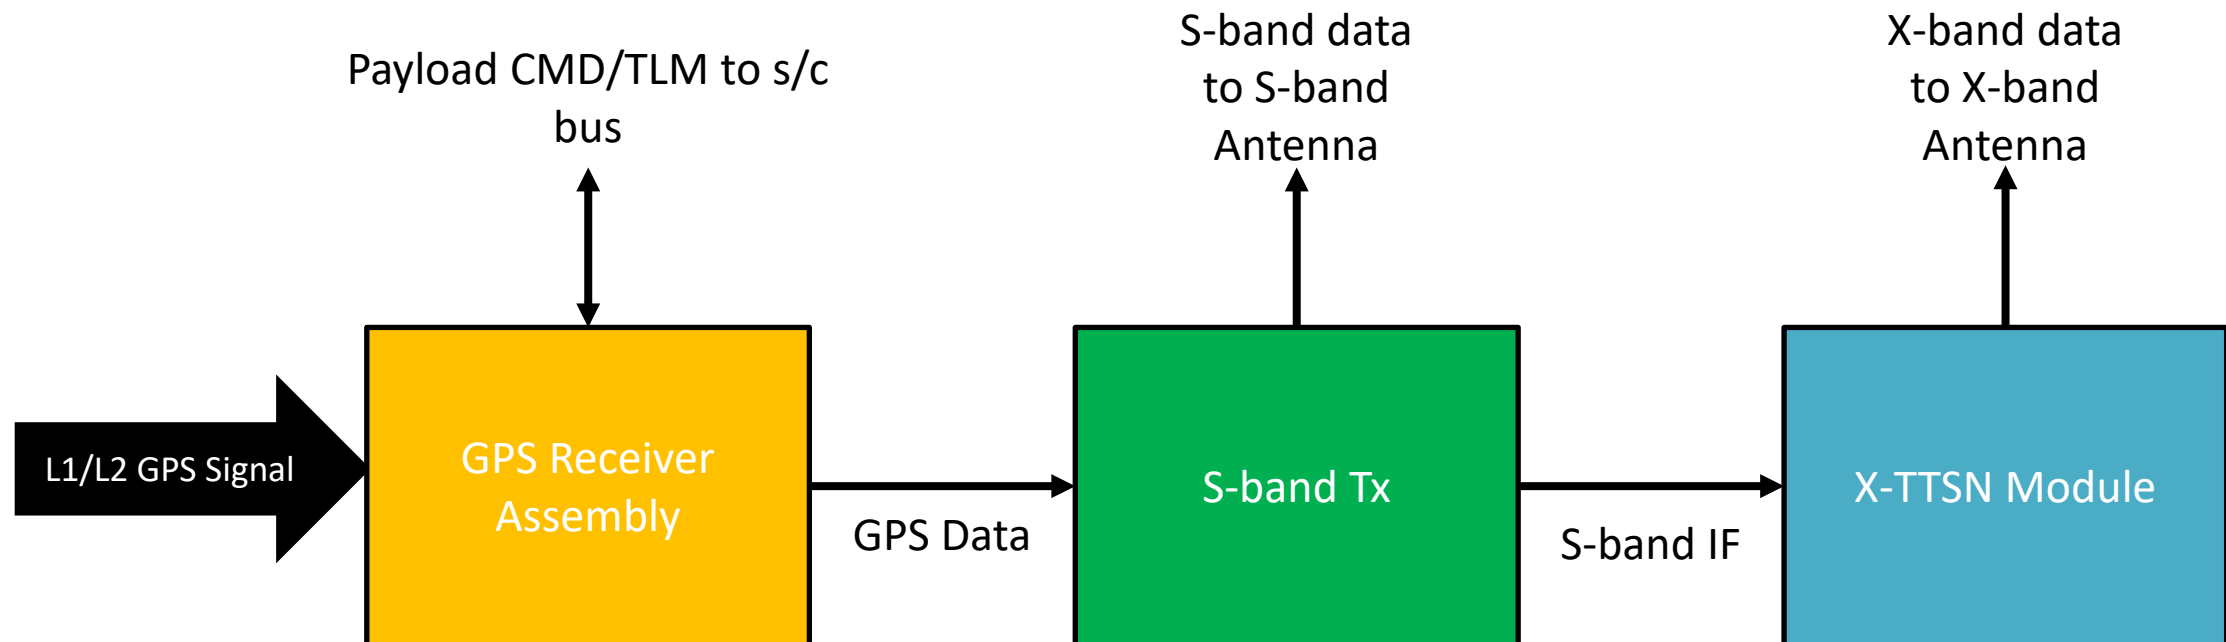 Payload CMD/TLM to s/c
bus
S-band data
to S-band
Antenna
X-band data
to X-band
Antenna
L1/L2 GPS Signal
GPS Receiver
Assembly
GPS Data
S-band Tx
S-band IF
X-TTSN Module